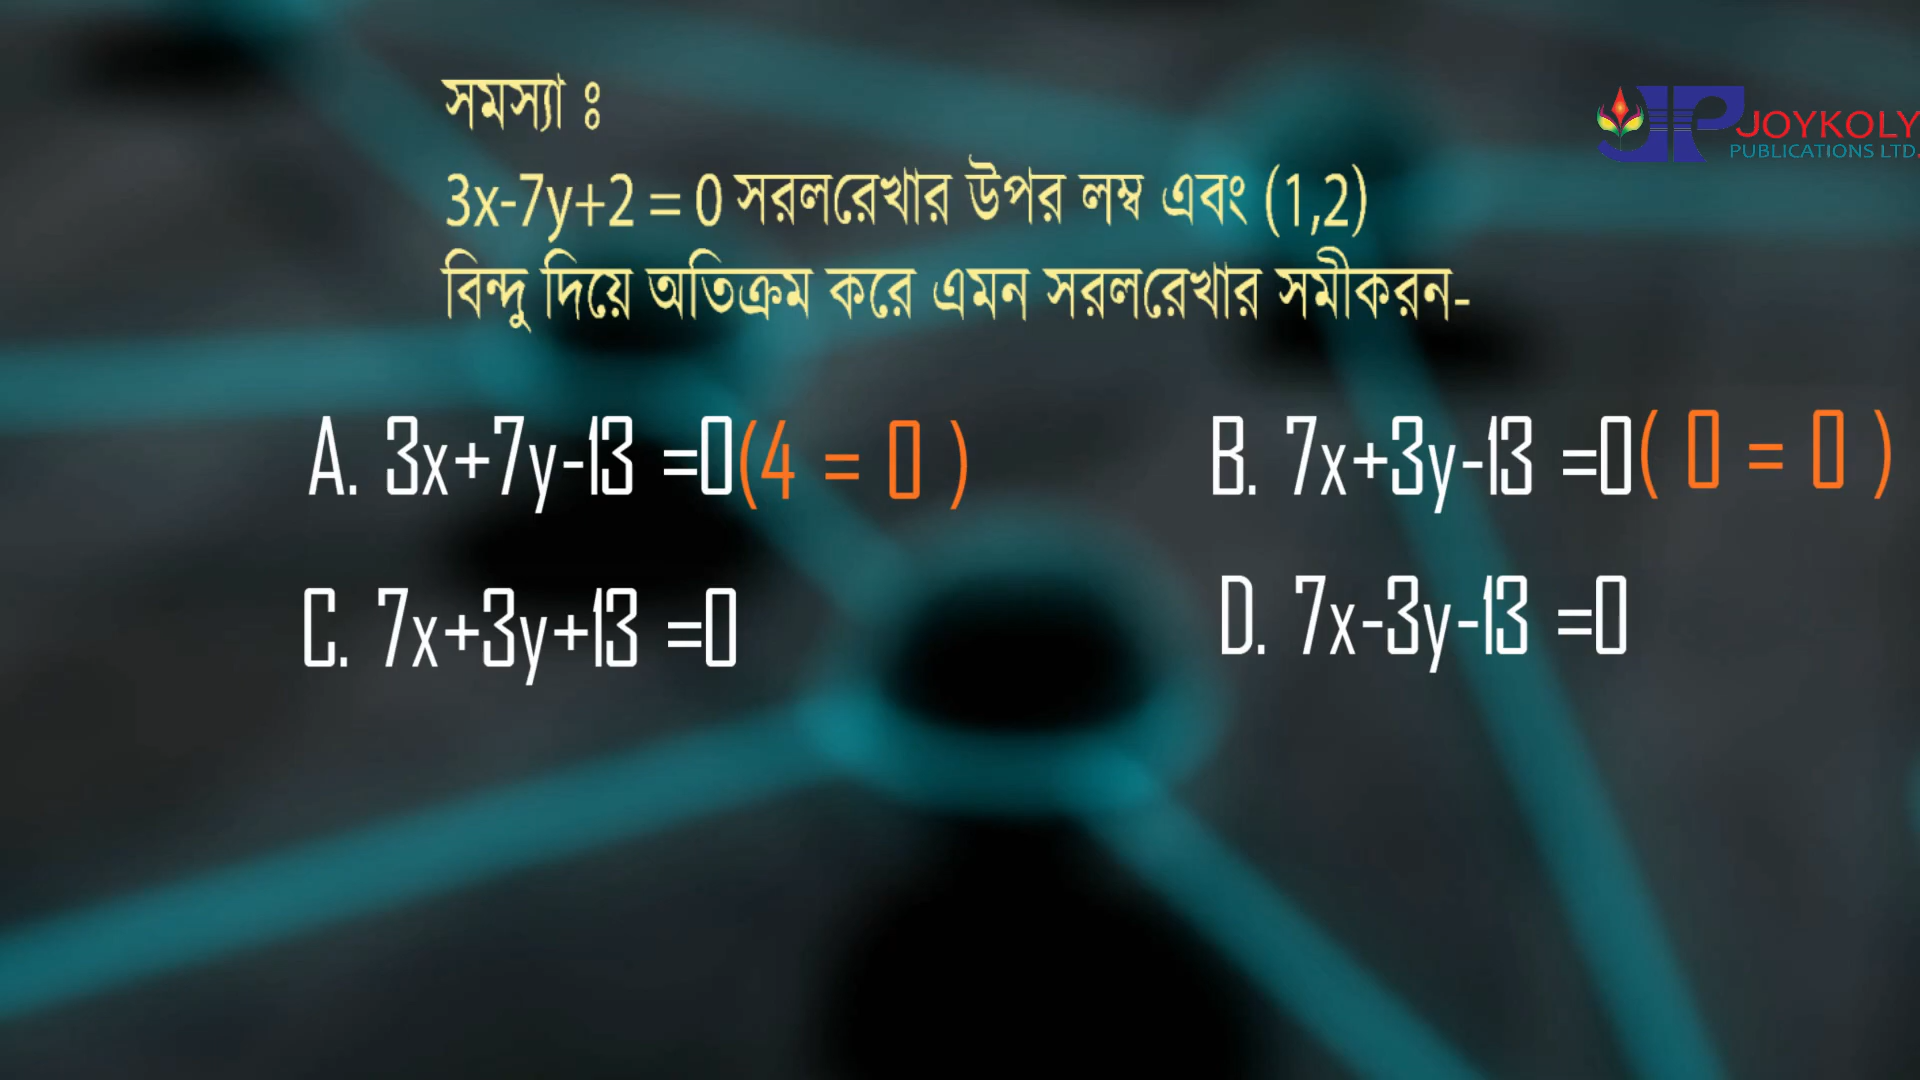 সমস্যা ঃ
JOYKOLY
PUBLICATIONS LTD.
3x-7y+2 = 0 সরলরেখার উপর লম্ব এবং (1,2)
বিন্দু দিয়ে অতিক্রম করে এমন সরলরেখার সমীকরন-
A. 3x+7y-13 =0(4 = 0 )
B. 7x+3y-13 =0( 0 = 0 )
C. 7x+3y+13 =0
D. 7x-3y-13 =0